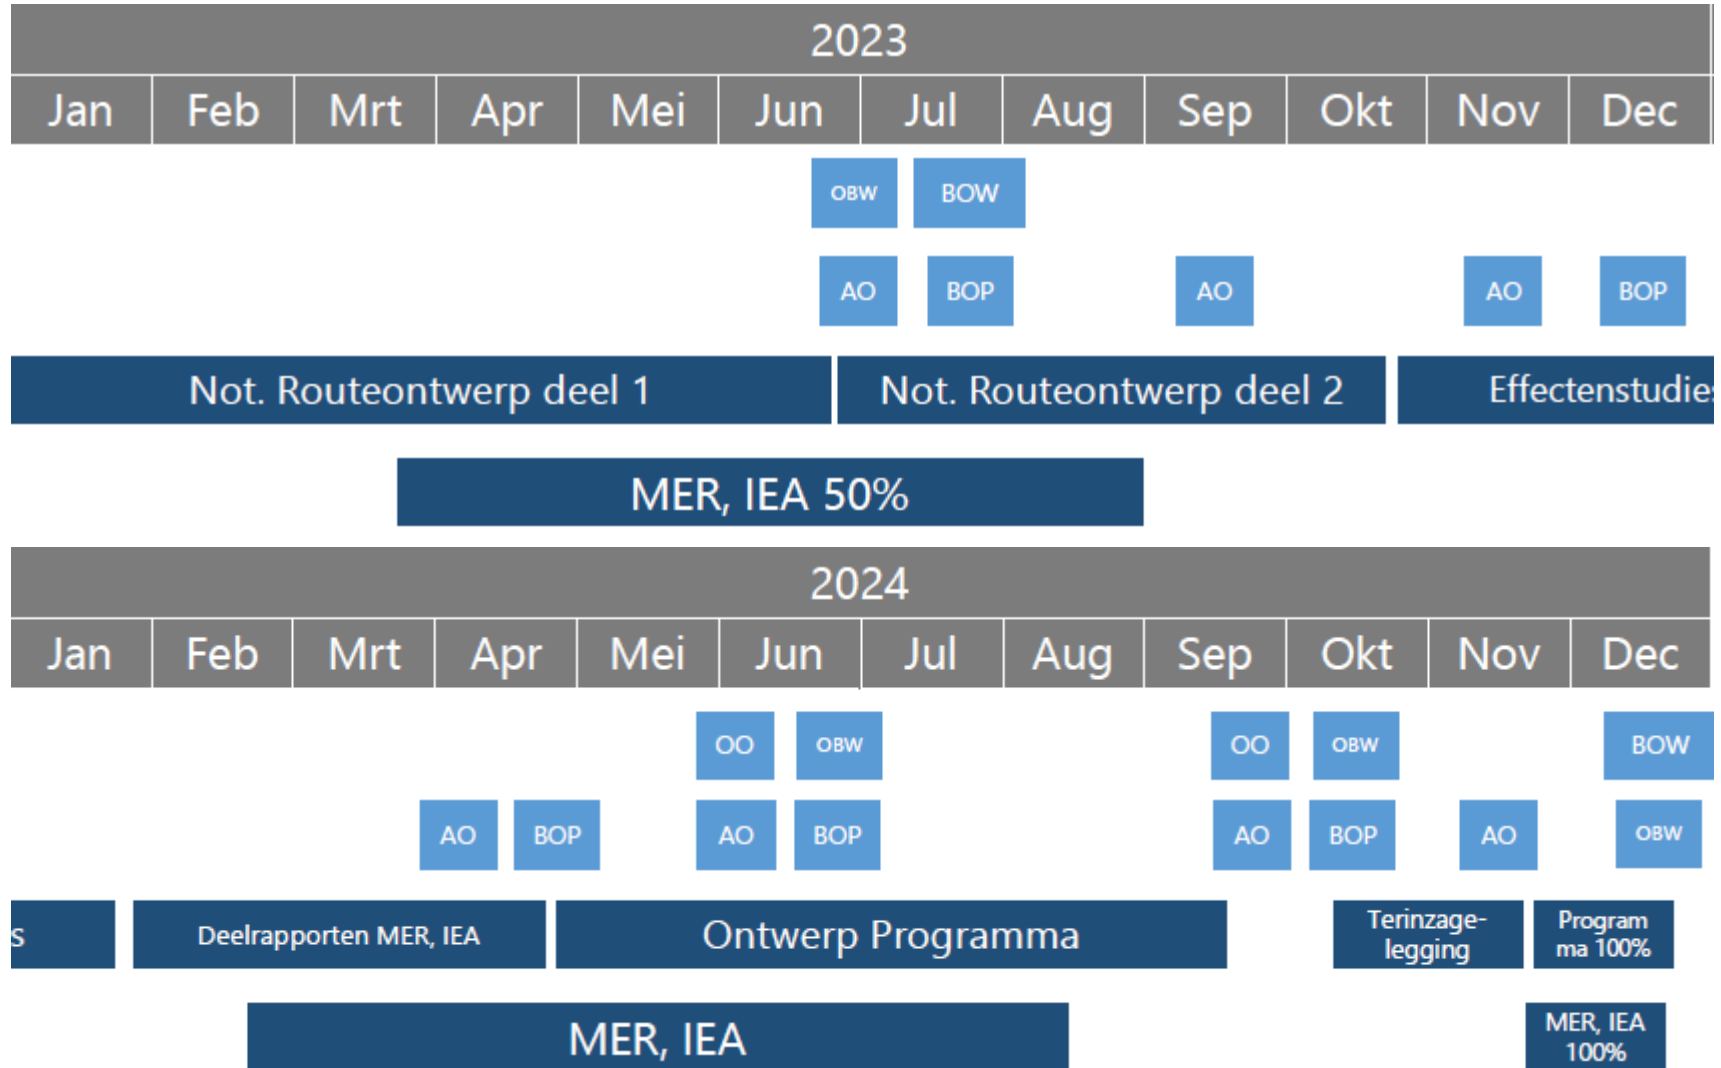 2023
Jan Feb Mrt Apr Mei Jun Jul Aug Sep Okt Nov Dec
OBW BOW
AO BOP AO AO BOP
Not. Routeontwerp deel 1 Not. Routeontwerp deel 2 Effectenstudies
MER, IEA 50%
2024
Jan Feb Mrt Apr Mei Jun Jul Aug Sep Okt Nov Dec
OO OBW OO OBW BOW
AO BOP AO BOP AO BOP AO OBW
s Deelrapporten MER, IEA Ontwerp Programma Terinzage-
legging Program
ma 100%
MER, IEA MER, IEA
100%